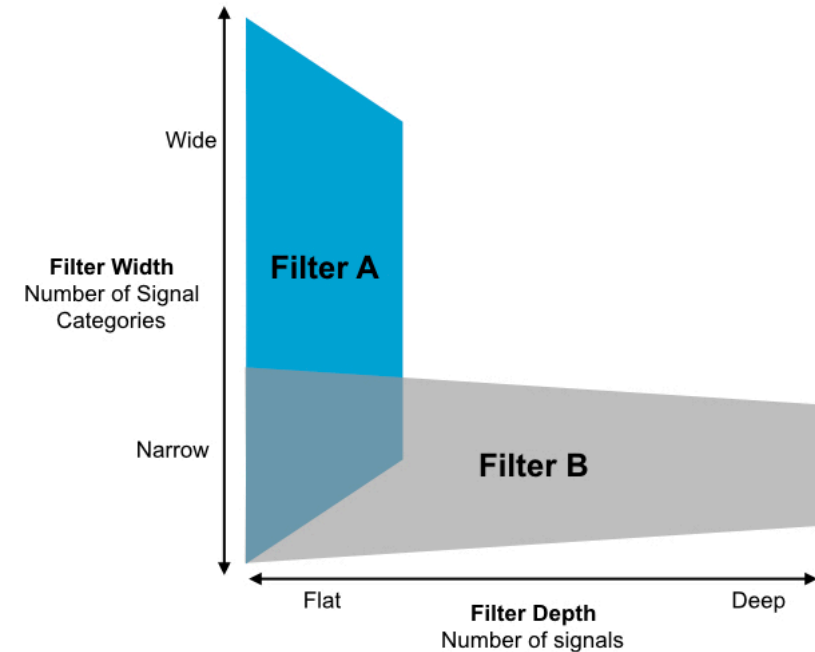 Wide
Filter Width
Number of Signal
Categories
Filter A
Narrow
Filter B
Flat
Deep
Filter Depth
Number of signals